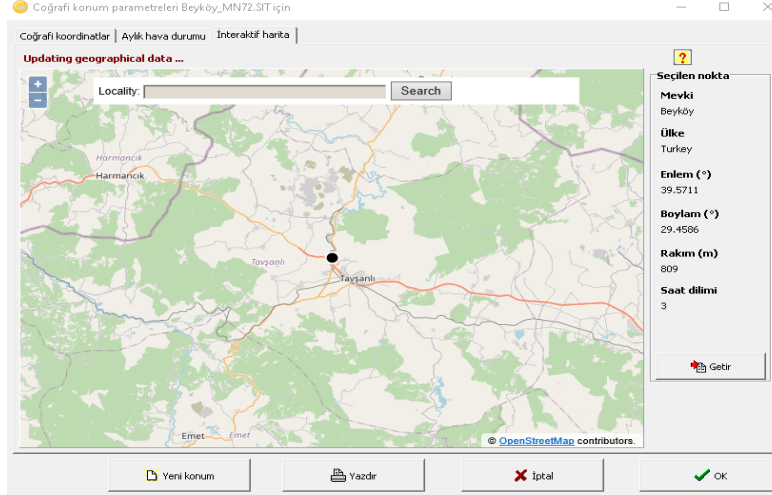 Coğrafi konum parametreleri Beyköy_MN72.SIT için
Coğrafi koordinatlar
Aylık hava durumu
Interaktif harita
Updating geographical data ...
?
Locality:
Search
Harmancık
Harmancık
Tavşanlı
Tavşanlı
Emet
Emet
© OpenStreetMap contributors.
Seçilen nokta
Mevki
Beyköy
Ülke
Turkey
Enlem (°)
39.5711
Boylam (°)
29.4586
Rakım (m)
809
Saat dilimi
3
Getir
Yeni konum
Yazdır
İptal
OK